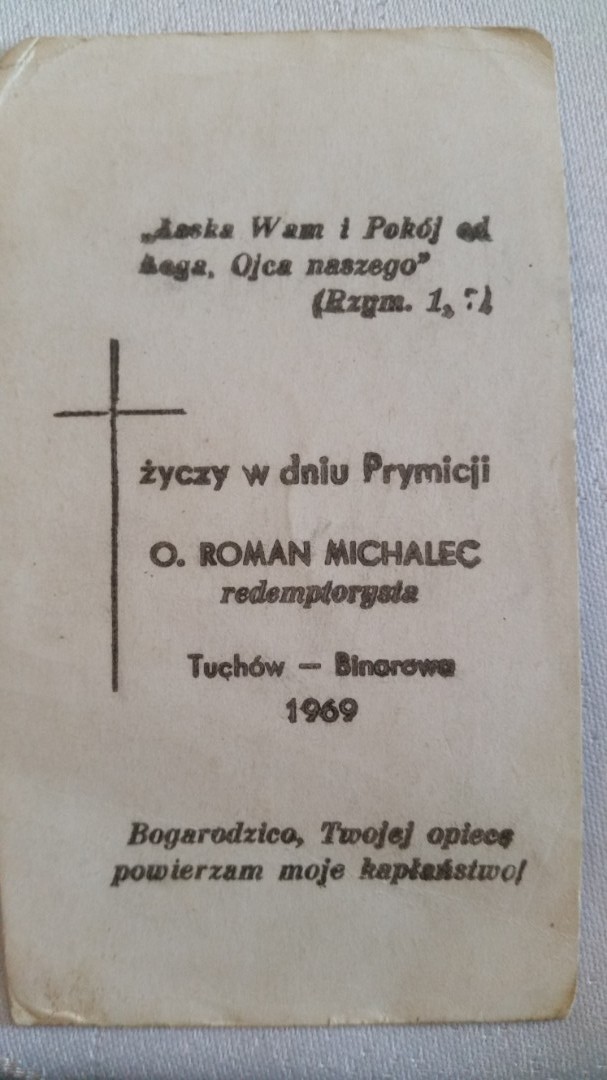 „Łaska Wam i Pokój od
Boga, Ojca naszego”
(Rzym. 1, 7)
życzy w dniu Prymicji
O. ROMAN MICHALEC
redemptorysta
Tuchów — Binarowa
1969
Bogarodzico, Twojej opiece
powierzam moje kapłaństwo!